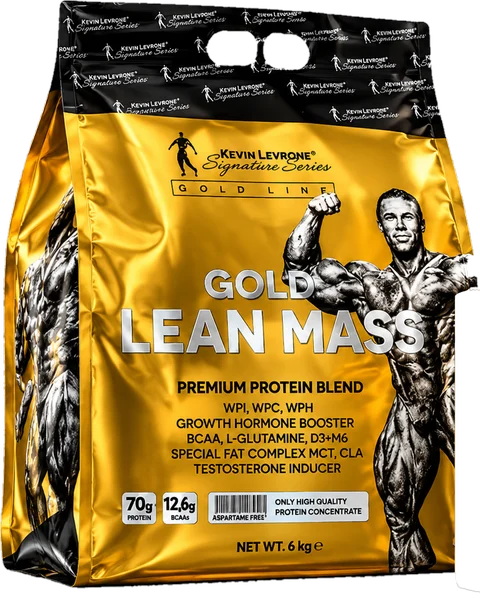 KEVIN LEVRONE®
Signature Series
GOLD LINE
GOLD
LEAN MASS
PREMIUM PROTEIN BLEND
WPI, WPC, WPH
GROWTH HORMONE BOOSTER
BCAA, L-GLUTAMINE, D3+M6
SPECIAL FAT COMPLEX MCT, CLA
TESTOSTERONE INDUCER
70g PROTEIN
12,6g BCAAs
ASPARTAME FREE!
ONLY HIGH QUALITY
PROTEIN CONCENTRATE
NET WT. 6 kg e